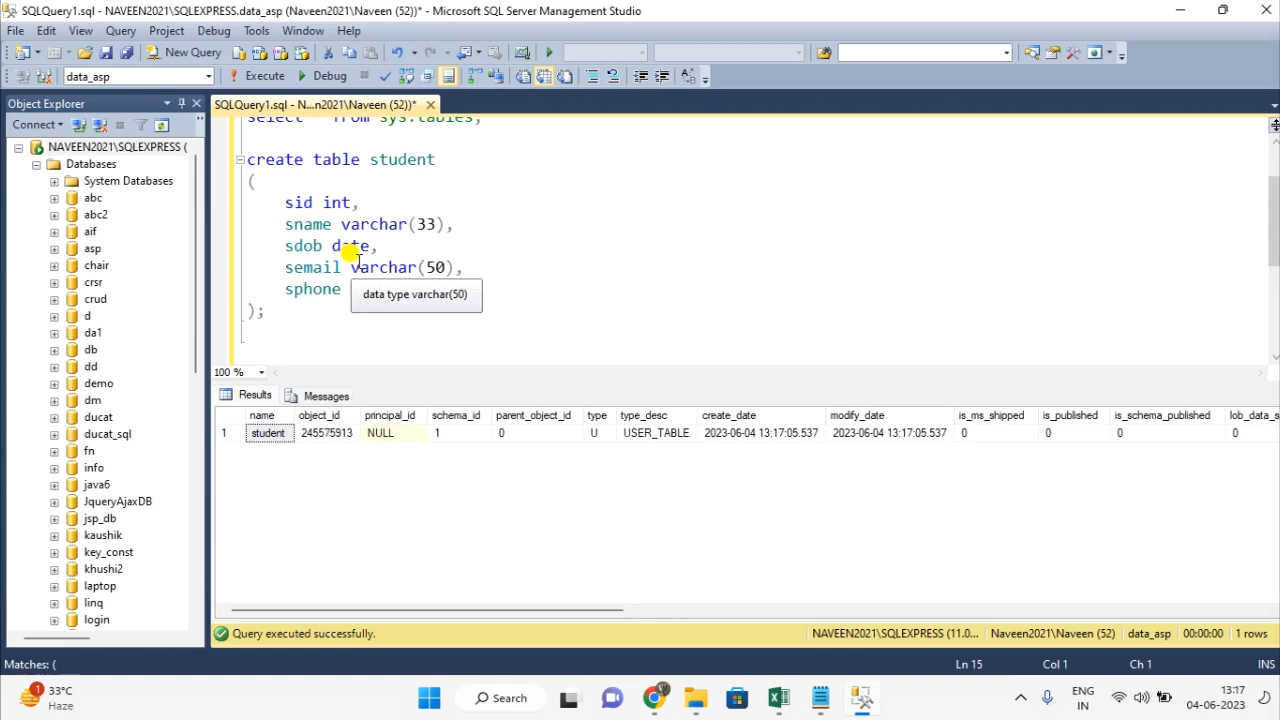 SQLQuery1.sql - NAVEEN2021\SQLEXPRESS.data_asp (Naveen2021\Naveen (52))* - Microsoft SQL Server Management Studio
File Edit View Query Project Debug Tools Window Help
New Query
data_asp Execute Debug
Object Explorer
SQLQuery1.sql - N...n2021\Naveen (52))*
Connect
NAVEEN2021\SQLEXPRESS (
Databases
System Databases
abc
abc2
aif
asp
chair
crsr
crud
d
da1
db
dd
demo
dm
ducat
ducat_sql
fn
info
java6
JqueryAjaxDB
jsp_db
kaushik
key_const
khushi2
laptop
linq
login
select * from sys.tables;
create table student
(
sid int,
sname varchar(33),
sdob date,
semail varchar(50),
sphone
data type varchar(50)
);
100 %
Results Messages
name object_id principal_id schema_id parent_object_id type type_desc create_date modify_date is_ms_shipped is_published is_schema_published lob_data_s
1 student 245575913 NULL 1 0 U USER_TABLE 2023-06-04 13:17:05.537 2023-06-04 13:17:05.537 0 0 0 0
Query executed successfully. NAVEEN2021\SQLEXPRESS (11.0... Naveen2021\Naveen (52) data_asp 00:00:00 1 rows
Matches: ( Ln 15 Col 1 Ch 1 INS
1
33°C
Haze
Search
ENG
IN
13:17
04-06-2023